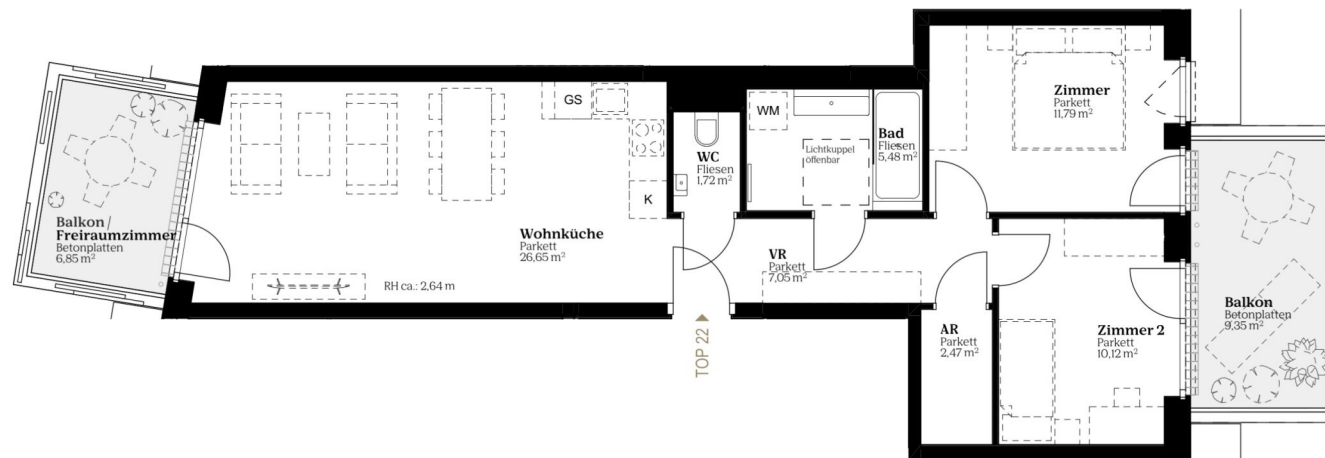 Balkon /
Freiraumzimmer
Betonplatten
6,85 m²
Wohnküche
Parkett
26,65 m²
RH ca.: 2,64 m
GS
K
WC
Fliesen
1,72 m²
WM
Lichtkuppel
öffenbar
Bad
Fliesen
5,48 m²
VR
Parkett
7,05 m²
TOP 22
AR
Parkett
2,47 m²
Zimmer
Parkett
11,79 m²
Zimmer 2
Parkett
10,12 m²
Balkon
Betonplatten
9,35 m²